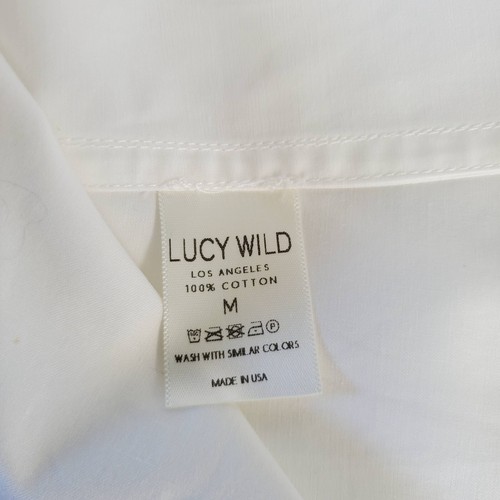 LUCY WILD
LOS ANGELES
100% COTTON
M
P
WASH WITH SIMILAR COLORS
MADE IN USA